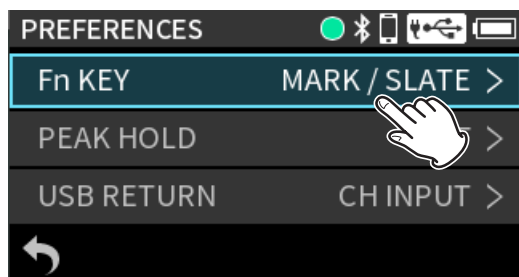 PREFERENCES
Fn KEY MARK / SLATE >
PEAK HOLD >
USB RETURN CH INPUT >